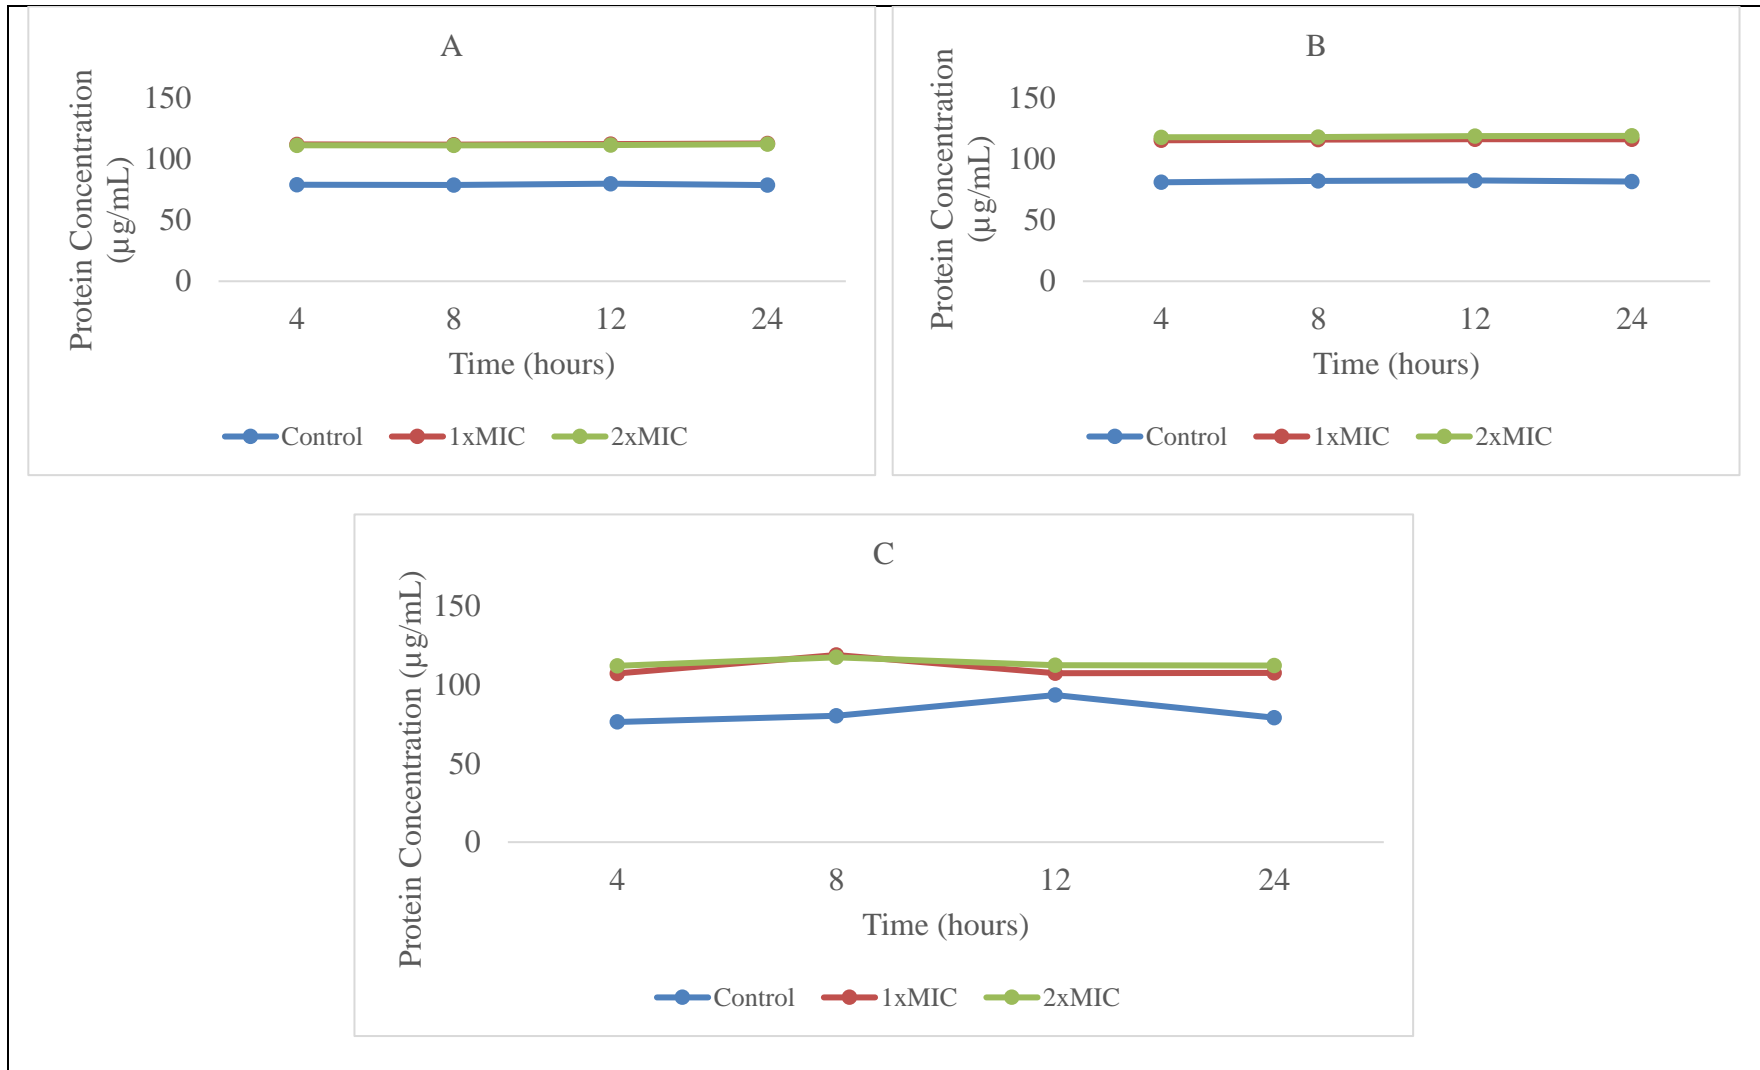 A
Protein Concentration
(µg/mL)
150
100
50
0
4 8 12 24
Time (hours)
Control 1xMIC 2xMIC
B
Protein Concentration
(µg/mL)
150
100
50
0
4 8 12 24
Time (hours)
Control 1xMIC 2xMIC
C
Protein Concentration (µg/mL)
150
100
50
0
4 8 12 24
Time (hours)
Control 1xMIC 2xMIC